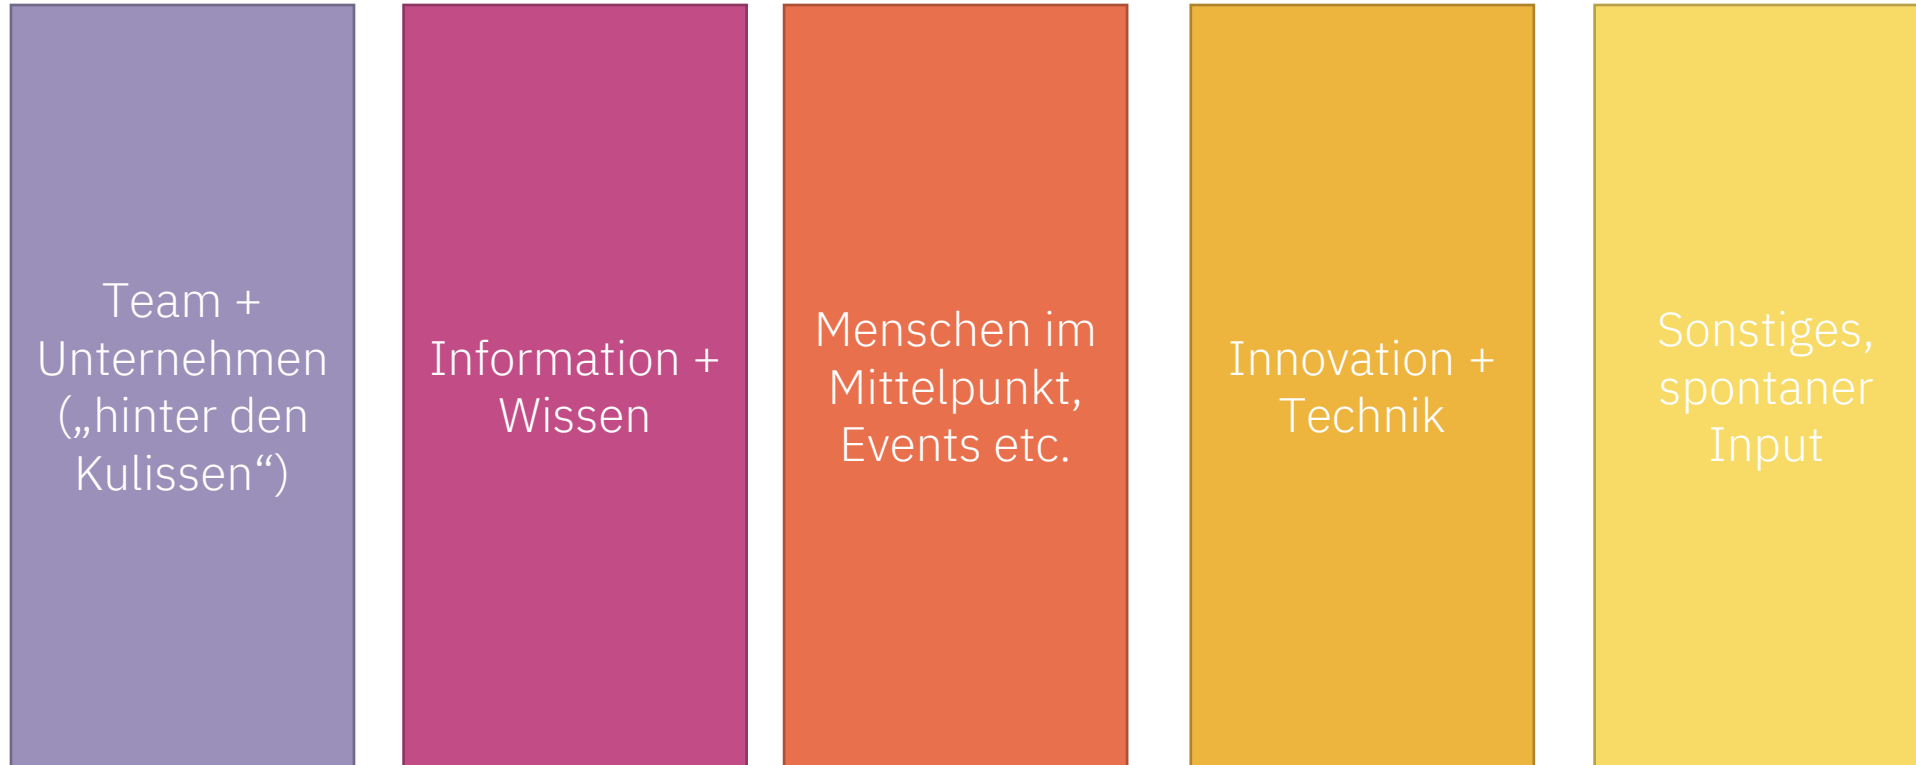 Team +
Unternehmen
(„hinter den
Kulissen“)
Information +
Wissen
Menschen im
Mittelpunkt,
Events etc.
Innovation +
Technik
Sonstiges,
spontaner
Input